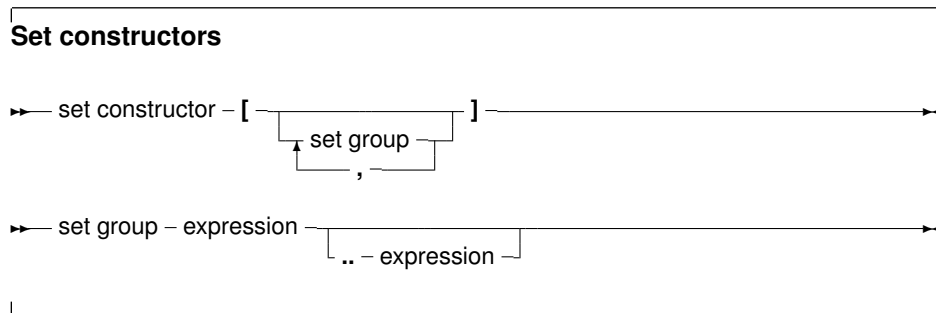 Set constructors
set constructor – [ ]
set group
,
set group – expression
.. – expression